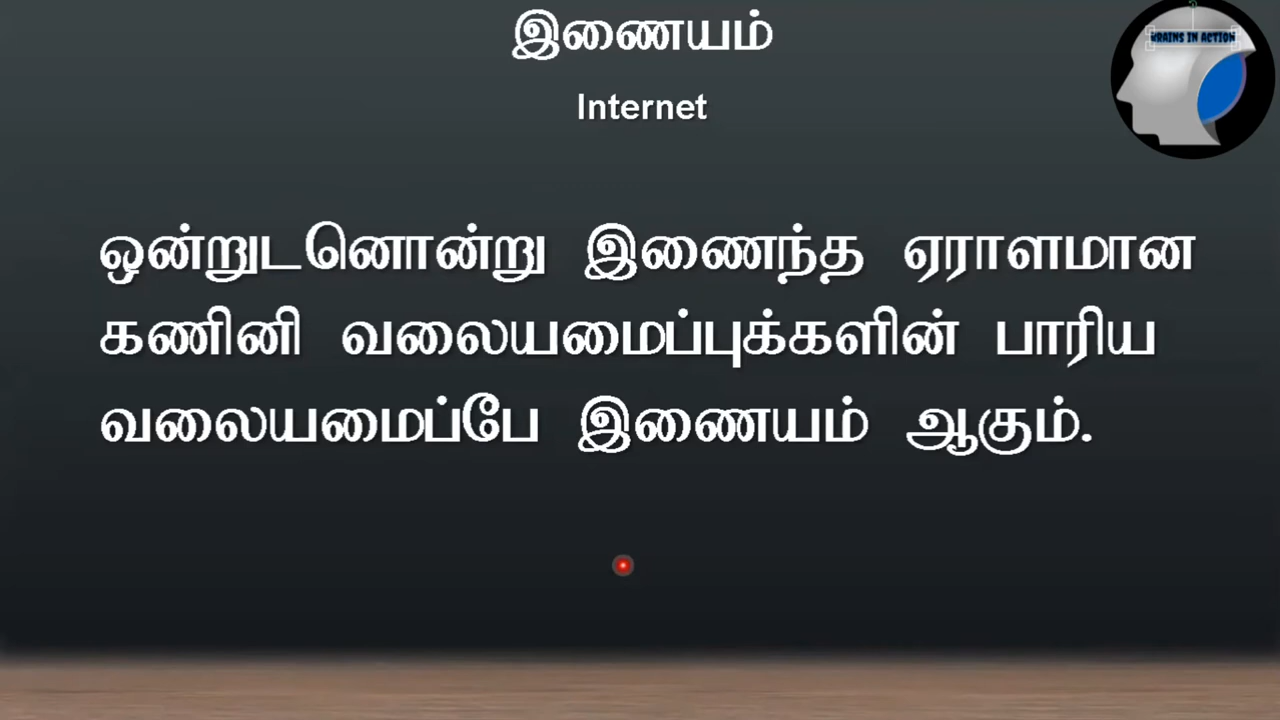 இணையம்
BRAINS IN ACTION
Internet
ஒன்றுடனொன்று இணைந்த ஏராளமான
கணினி வலையமைப்புக்களின் பாரிய
வலையமைப்பே இணையம் ஆகும்.